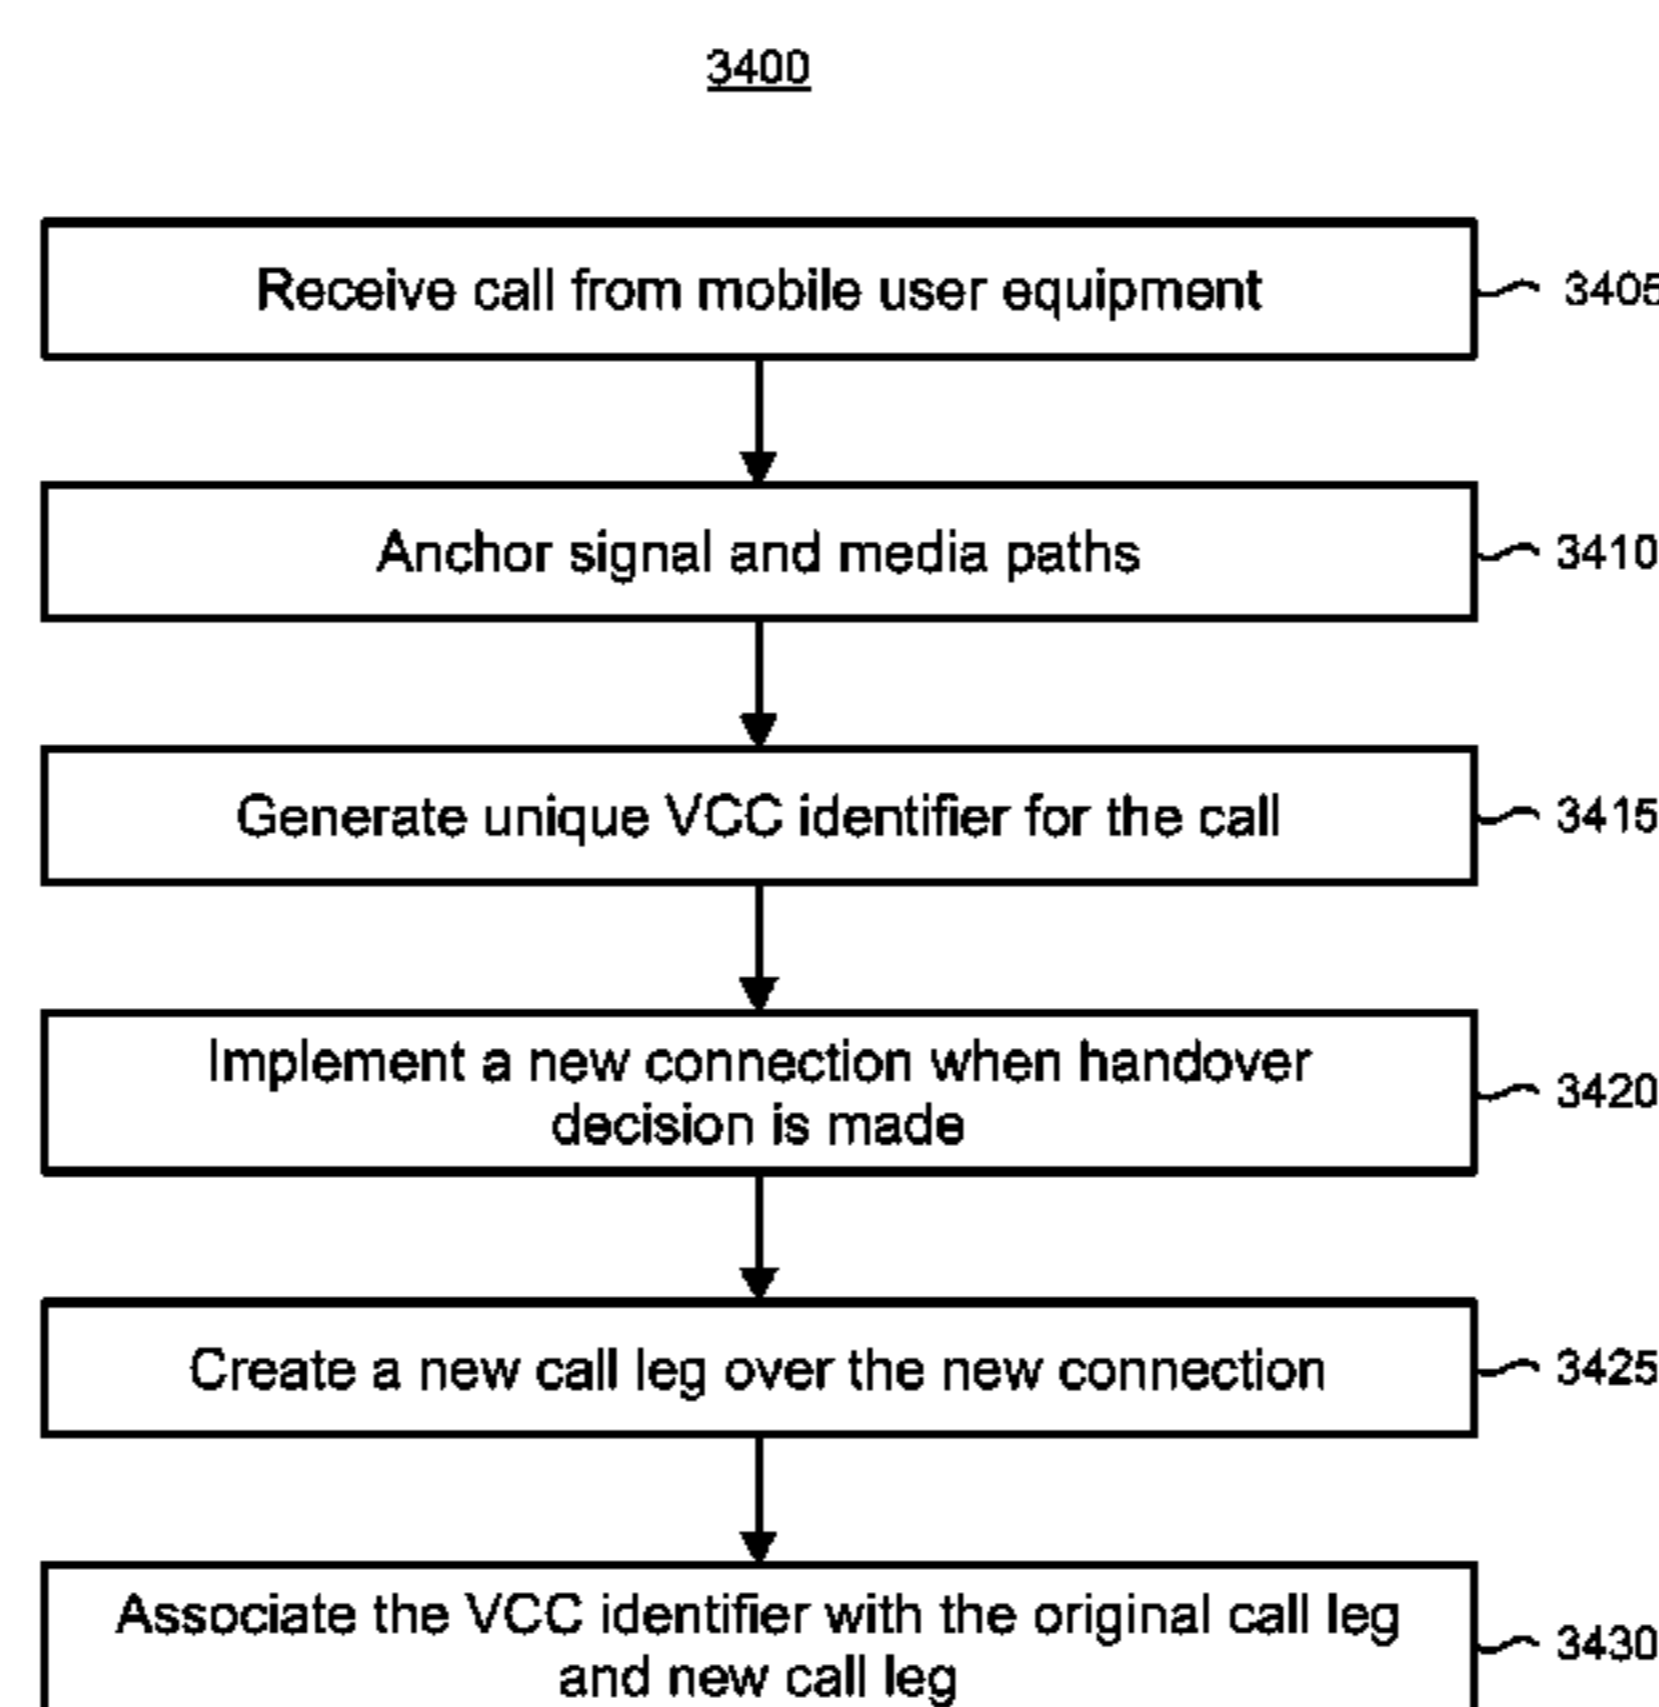 3400
Receive call from mobile user equipment
3405
Anchor signal and media paths
3410
Generate unique VCC identifier for the call
3415
Implement a new connection when handover
decision is made
3420
Create a new call leg over the new connection
3425
Associate the VCC identifier with the original call leg
and new call leg
3430